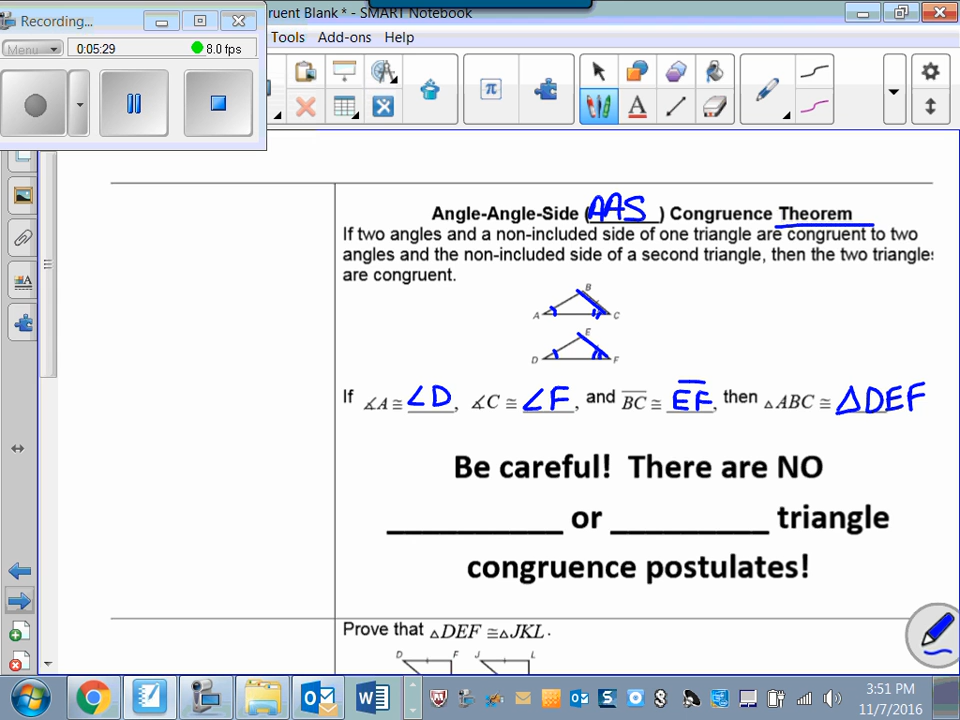 Recording...
ruent Blank * - SMART Notebook
Menu
0:05:29
8.0 fps
Tools Add-ons Help
Angle-Angle-Side (AAS) Congruence Theorem
If two angles and a non-included side of one triangle are congruent to two
angles and the non-included side of a second triangle, then the two triangles
are congruent.
B
A C
E
D F
If ∡A ≅ ∠D, ∡C ≅ ∠F, and B̅C̅ ≅ E̅F̅, then △ABC ≅ △DEF
Be careful! There are NO
__________ or _________ triangle
congruence postulates!
Prove that △DEF ≅ △JKL.
D F J L
3:51 PM
11/7/2016